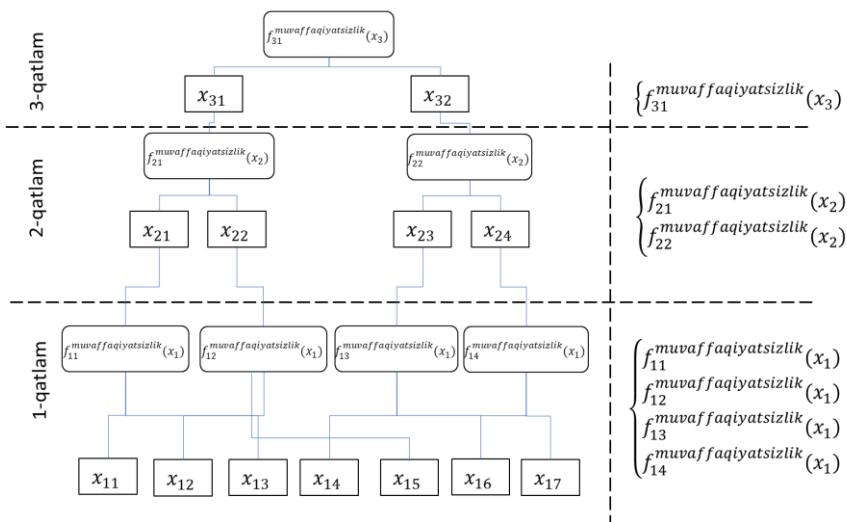 3-qatlam
f_{31}^{muvaffaqiyatsizlik}(x_3)
x_{31}
x_{32}
{f_{31}^{muvaffaqiyatsizlik}(x_3)
2-qatlam
f_{21}^{muvaffaqiyatsizlik}(x_2)
f_{22}^{muvaffaqiyatsizlik}(x_2)
x_{21}
x_{22}
x_{23}
x_{24}
{f_{21}^{muvaffaqiyatsizlik}(x_2)
f_{22}^{muvaffaqiyatsizlik}(x_2)
1-qatlam
f_{11}^{muvaffaqiyatsizlik}(x_1)
f_{12}^{muvaffaqiyatsizlik}(x_1)
f_{13}^{muvaffaqiyatsizlik}(x_1)
f_{14}^{muvaffaqiyatsizlik}(x_1)
x_{11}
x_{12}
x_{13}
x_{14}
x_{15}
x_{16}
x_{17}
{f_{11}^{muvaffaqiyatsizlik}(x_1)
f_{12}^{muvaffaqiyatsizlik}(x_1)
f_{13}^{muvaffaqiyatsizlik}(x_1)
f_{14}^{muvaffaqiyatsizlik}(x_1)